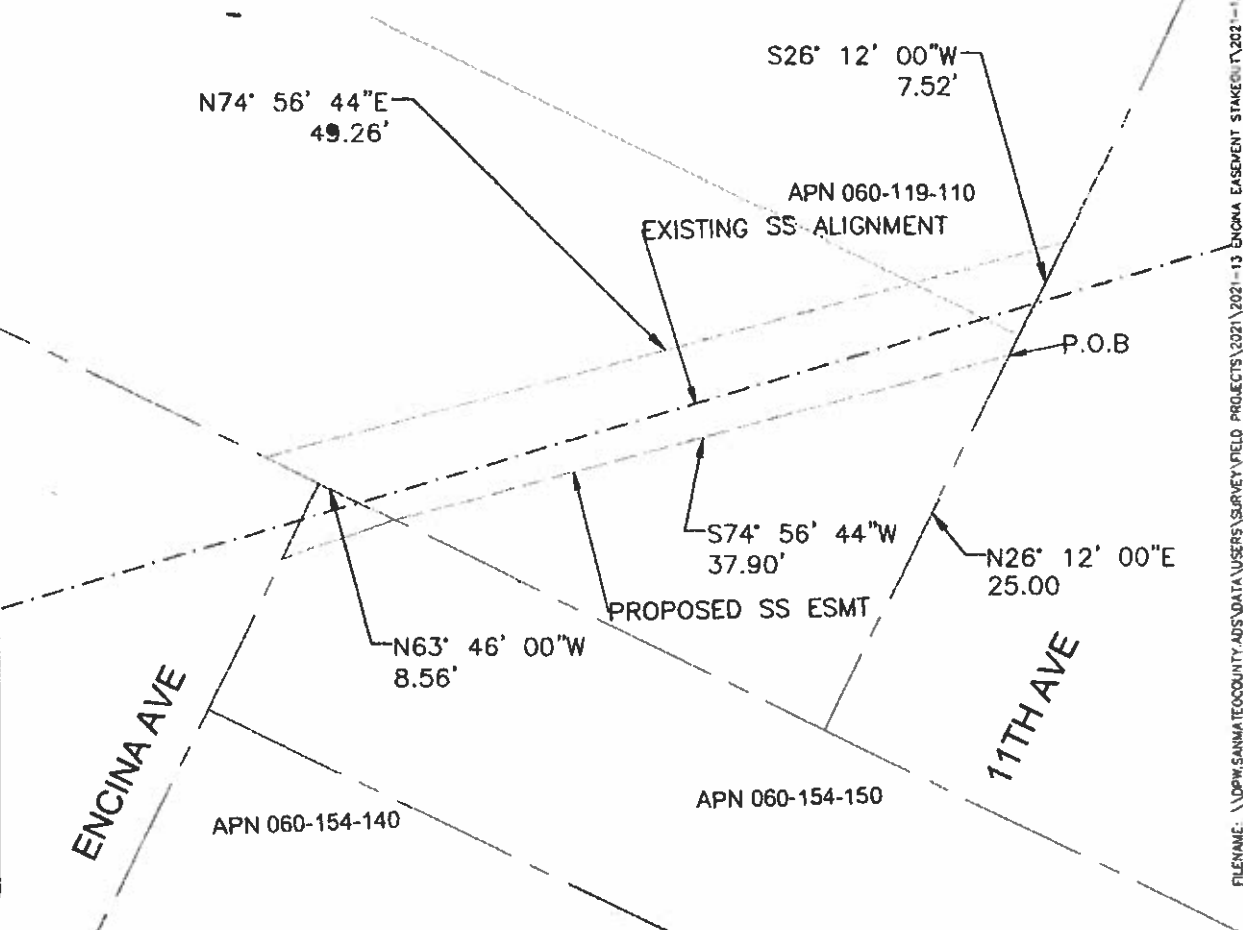 S26° 12' 00"W
7.52'
N74° 56' 44"E
49.26'
APN 060-119-110
EXISTING SS ALIGNMENT
P.O.B
S74° 56' 44"W
37.90'
N26° 12' 00"E
25.00
PROPOSED SS ESMT
N63° 46' 00"W
8.56'
ENCINA AVE
11TH AVE
APN 060-154-150
APN 060-154-140
FILENAME: \\DPW.SANMATEOCOUNTY.ADS\DATA\USERS\SURVEY\FIELD PROJECTS\2021\2021-13 ENCINA EASEMENT STAKEOUT\2021-1